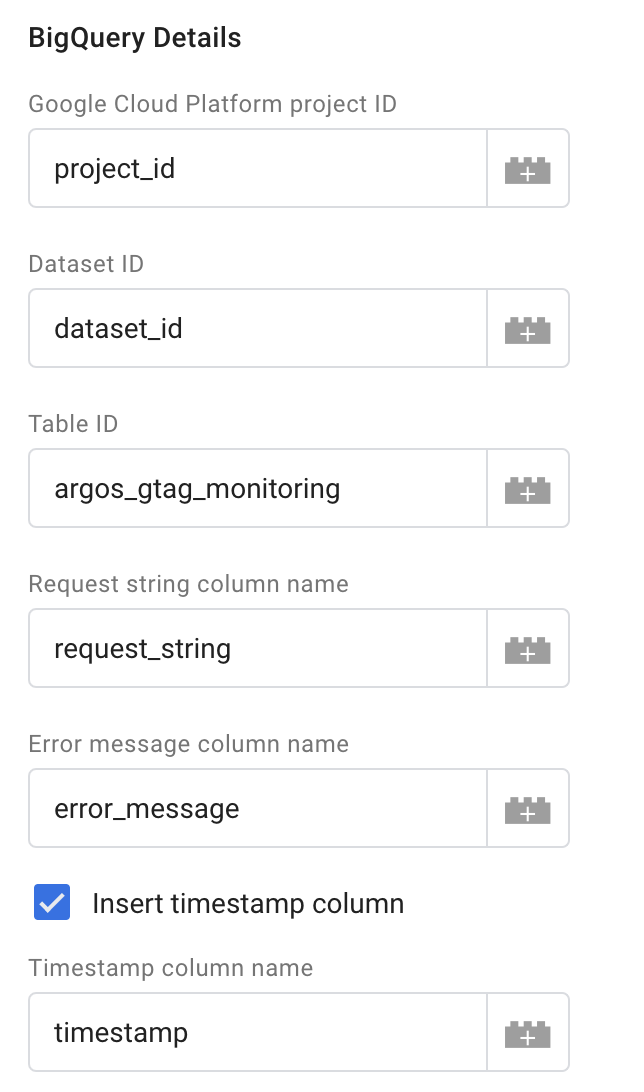 BigQuery Details
Google Cloud Platform project ID
project_id
Dataset ID
dataset_id
Table ID
argos_gtag_monitoring
Request string column name
request_string
Error message column name
error_message
Insert timestamp column
Timestamp column name
timestamp